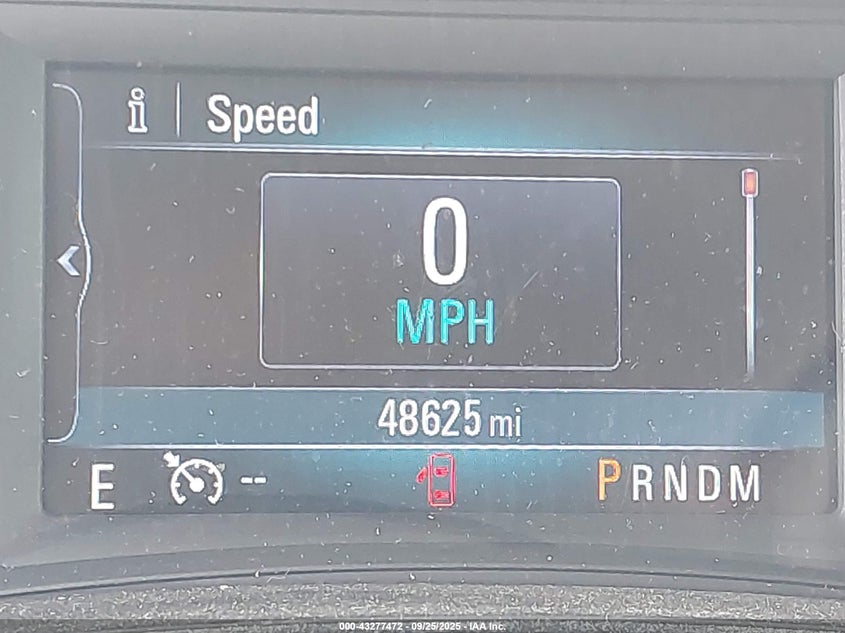 i | Speed
0
MPH
48625 mi
E -- PRNDM
000-43277472 - 09/25/2025 - IAA Inc.